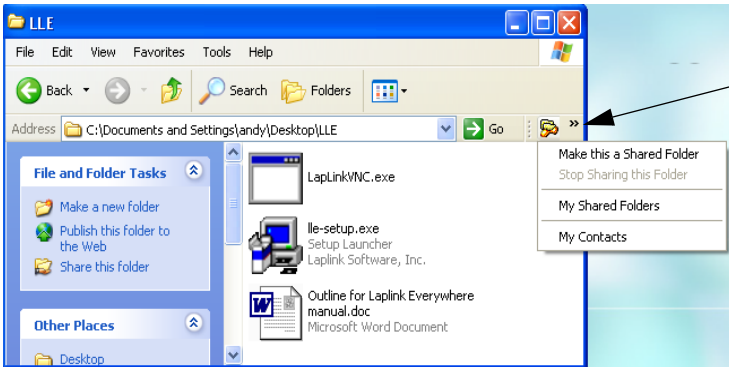 LLE
File Edit View Favorites Tools Help
Back Search Folders
Address C:\Documents and Settings\andy\Desktop\LLE Go »
File and Folder Tasks
Make a new folder
Publish this folder to
the Web
Share this folder
Other Places
Desktop
LapLinkVNC.exe
lle-setup.exe
Setup Launcher
Laplink Software, Inc.
Outline for Laplink Everywhere
manual.doc
Microsoft Word Document
Make this a Shared Folder
Stop Sharing this Folder
My Shared Folders
My Contacts